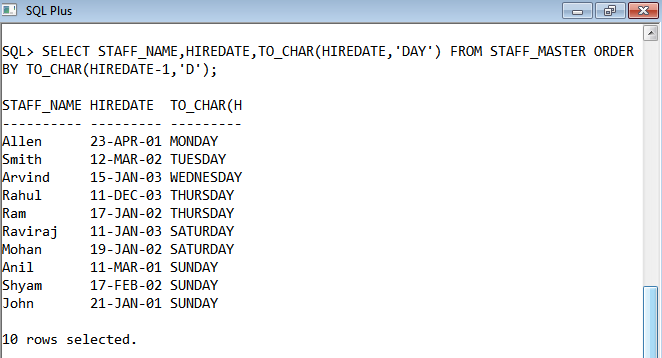 SQL Plus
SQL> SELECT STAFF_NAME,HIREDATE,TO_CHAR(HIREDATE,'DAY') FROM STAFF_MASTER ORDER
BY TO_CHAR(HIREDATE-1,'D');
STAFF_NAME HIREDATE  TO_CHAR(H
---------- --------- ---------
Allen      23-APR-01 MONDAY
Smith      12-MAR-02 TUESDAY
Arvind     15-JAN-03 WEDNESDAY
Rahul      11-DEC-03 THURSDAY
Ram        17-JAN-02 THURSDAY
Raviraj    11-JAN-03 SATURDAY
Mohan      19-JAN-02 SATURDAY
Anil       11-MAR-01 SUNDAY
Shyam      17-FEB-02 SUNDAY
John       21-JAN-01 SUNDAY
10 rows selected.